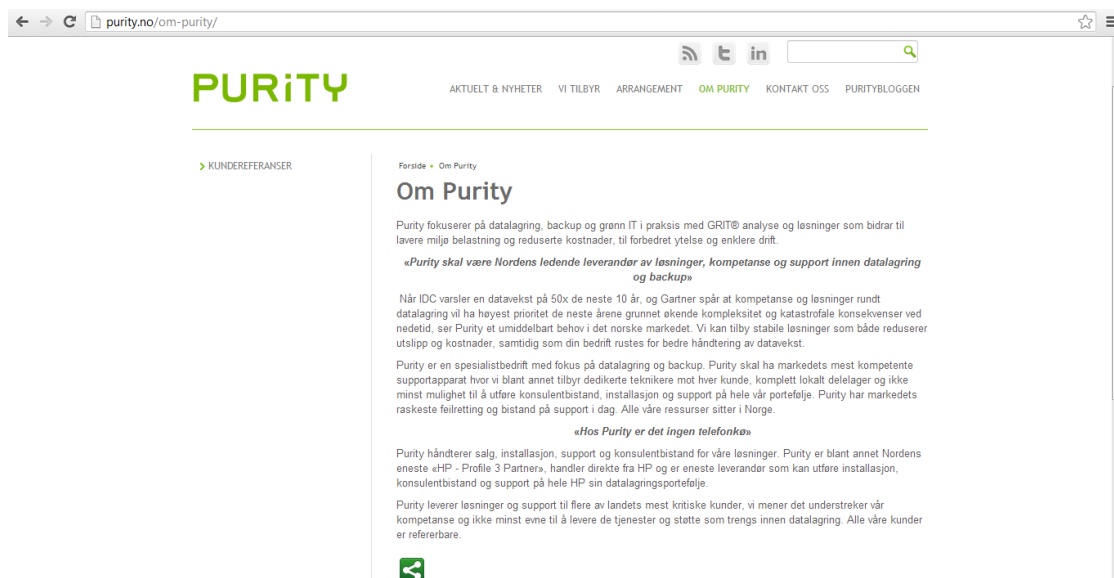 purity.no/om-purity/
PURiTY
AKTUELT & NYHETER VI TILBYR ARRANGEMENT OM PURITY KONTAKT OSS PURITYBLOGGEN
KUNDEREFERANSER
Forside • Om Purity
Om Purity
Purity fokuserer på datalagring, backup og grønn IT i praksis med GRIT® analyse og løsninger som bidrar til
lavere miljø belastning og reduserte kostnader, til forbedret ytelse og enklere drift.
«Purity skal være Nordens ledende leverandør av løsninger, kompetanse og support innen datalagring
og backup»
Når IDC varsler en datavekst på 50x de neste 10 år, og Gartner spår at kompetanse og løsninger rundt
datalagring vil ha høyest prioritet de neste årene grunnet økende kompleksitet og katastrofale konsekvenser ved
nedetid, ser Purity et umiddelbart behov i det norske markedet. Vi kan tilby stabile løsninger som både reduserer
utslipp og kostnader, samtidig som din bedrift rustes for bedre håndtering av datavekst.
Purity er en spesialistbedrift med fokus på datalagring og backup. Purity skal ha markedets mest kompetente
supportapparat hvor vi blant annet tilbyr dedikerte teknikere mot hver kunde, komplett lokalt delelager og ikke
minst mulighet til å utføre konsulentbistand, installasjon og support på hele vår portefølje. Purity har markedets
raskeste feilretting og bistand på support i dag. Alle våre ressurser sitter i Norge.
«Hos Purity er det ingen telefonkø»
Purity håndterer salg, installasjon, support og konsulentbistand for våre løsninger. Purity er blant annet Nordens
eneste «HP - Profile 3 Partner», handler direkte fra HP og er eneste leverandør som kan utføre installasjon,
konsulentbistand og support på hele HP sin datalagringsportefølje.
Purity leverer løsninger og support til flere av landets mest kritiske kunder, vi mener det understreker vår
kompetanse og ikke minst evne til å levere de tjenester og støtte som trengs innen datalagring. Alle våre kunder
er refererbare.